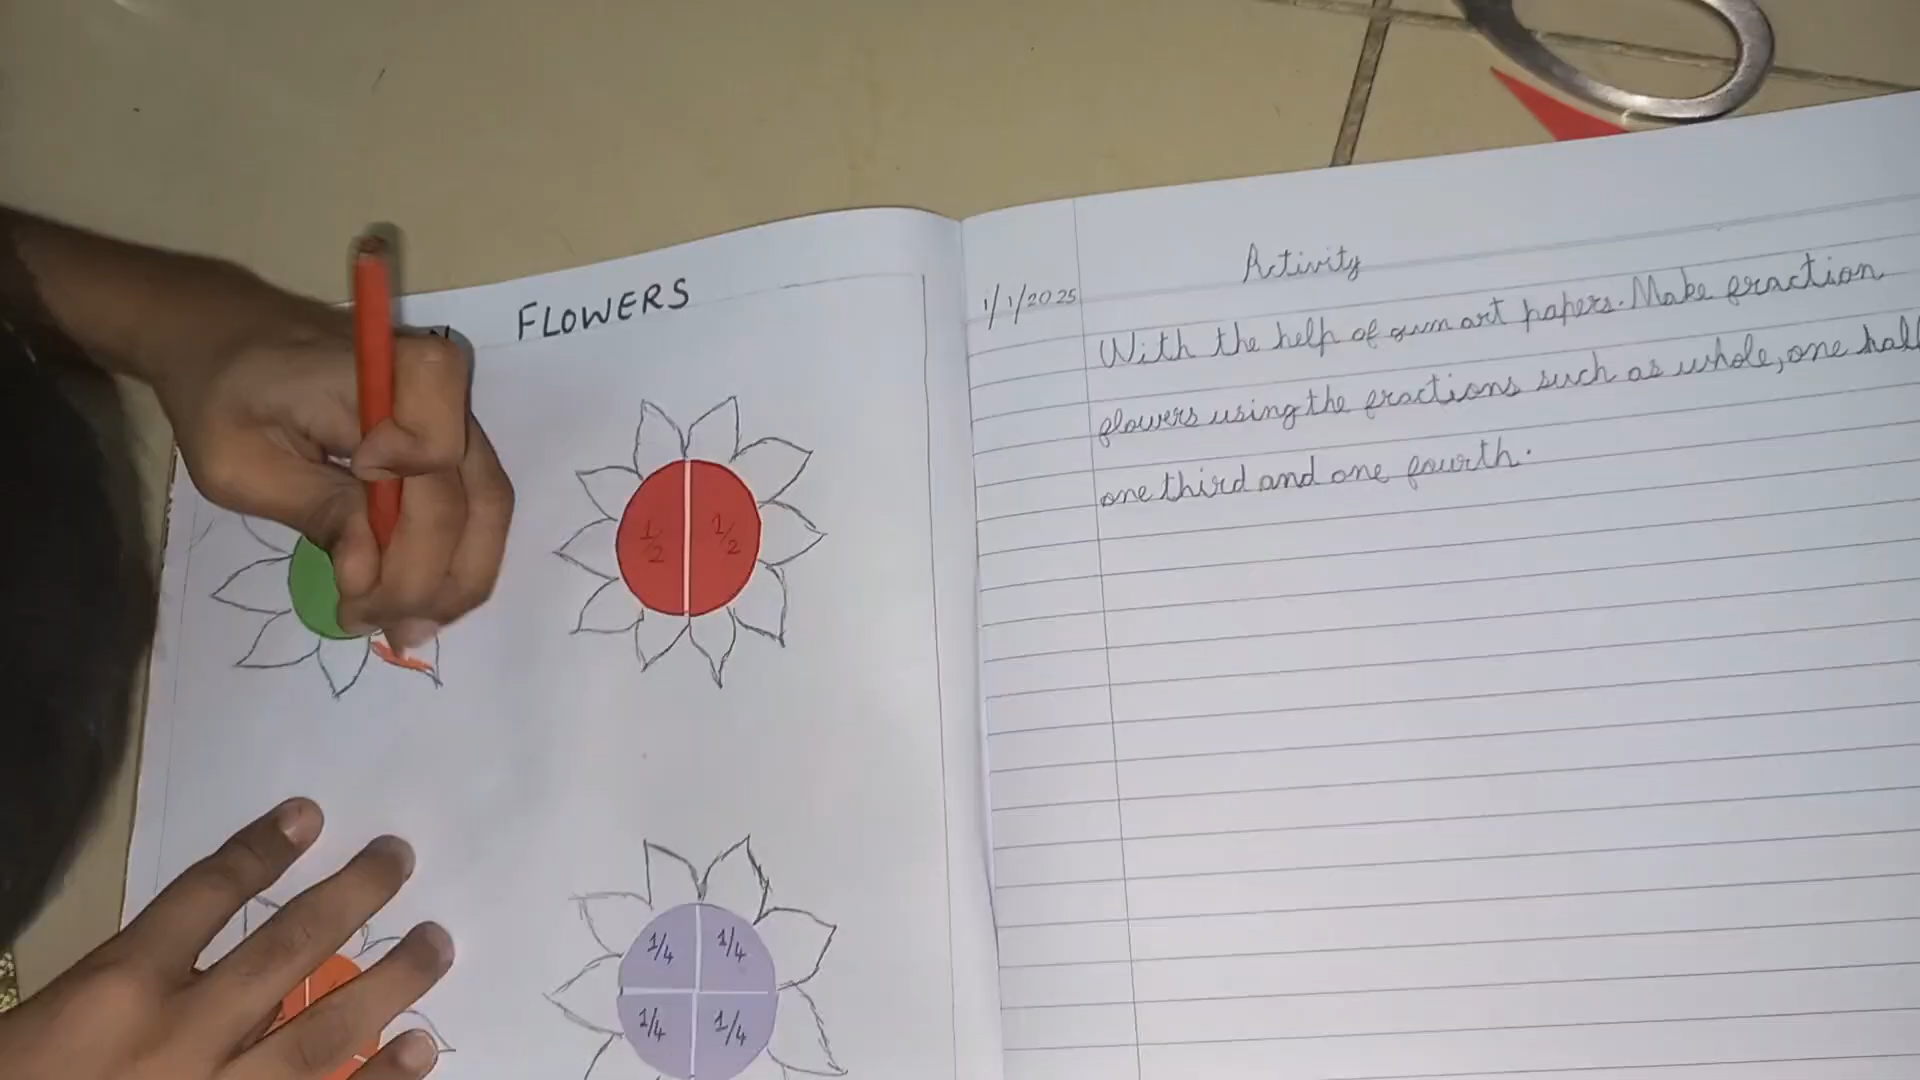 FLOWERS
1/2 1/2
1/4 1/4
1/4 1/4
Activity
1/1/2025
With the help of gum art papers. Make fraction
flowers using the fractions such as whole, one half
one third and one fourth.